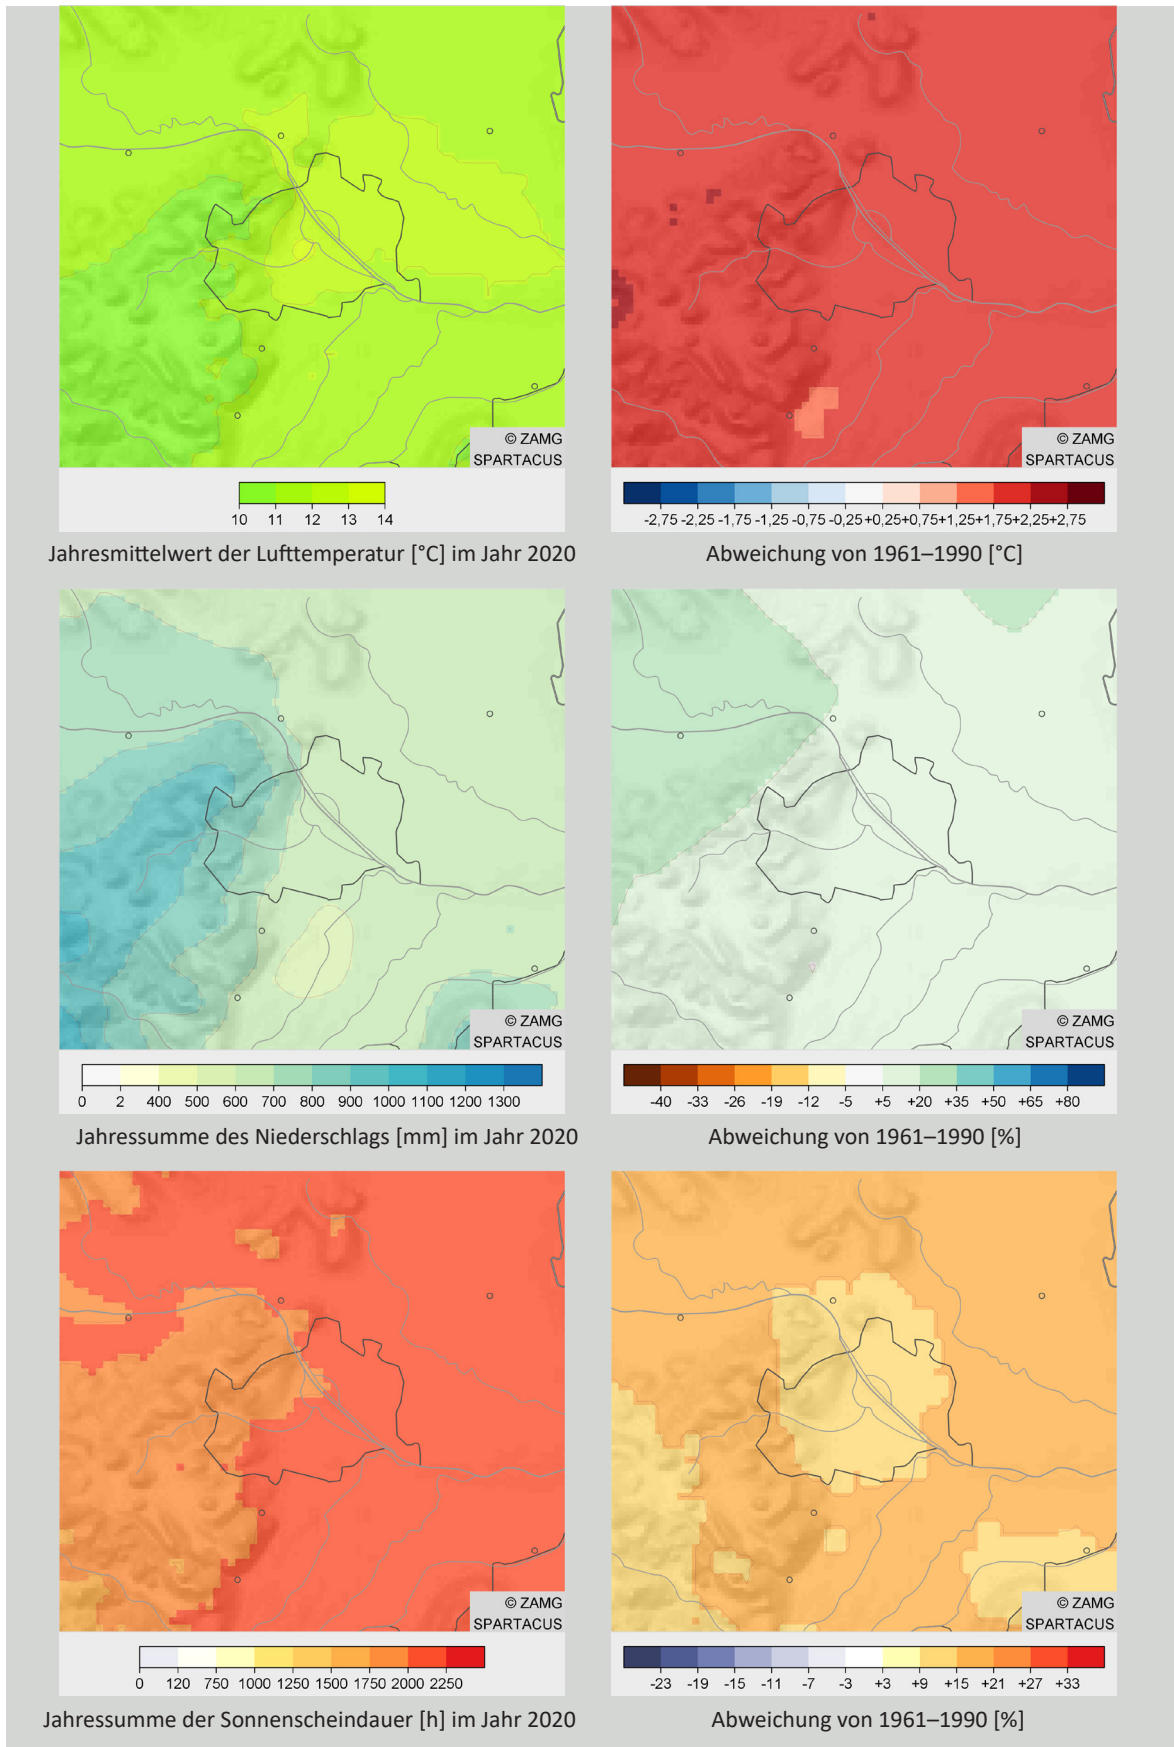 © ZAMG
SPARTACUS
10 11 12 13 14
Jahresmittelwert der Lufttemperatur [°C] im Jahr 2020
© ZAMG
SPARTACUS
-2,75 -2,25 -1,75 -1,25 -0,75 -0,25 +0,25 +0,75 +1,25 +1,75 +2,25 +2,75
Abweichung von 1961–1990 [°C]
© ZAMG
SPARTACUS
0 2 400 500 600 700 800 900 1000 1100 1200 1300
Jahressumme des Niederschlags [mm] im Jahr 2020
© ZAMG
SPARTACUS
-40 -33 -26 -19 -12 -5 +5 +20 +35 +50 +65 +80
Abweichung von 1961–1990 [%]
© ZAMG
SPARTACUS
0 120 750 1000 1250 1500 1750 2000 2250
Jahressumme der Sonnenscheindauer [h] im Jahr 2020
© ZAMG
SPARTACUS
-23 -19 -15 -11 -7 -3 +3 +9 +15 +21 +27 +33
Abweichung von 1961–1990 [%]